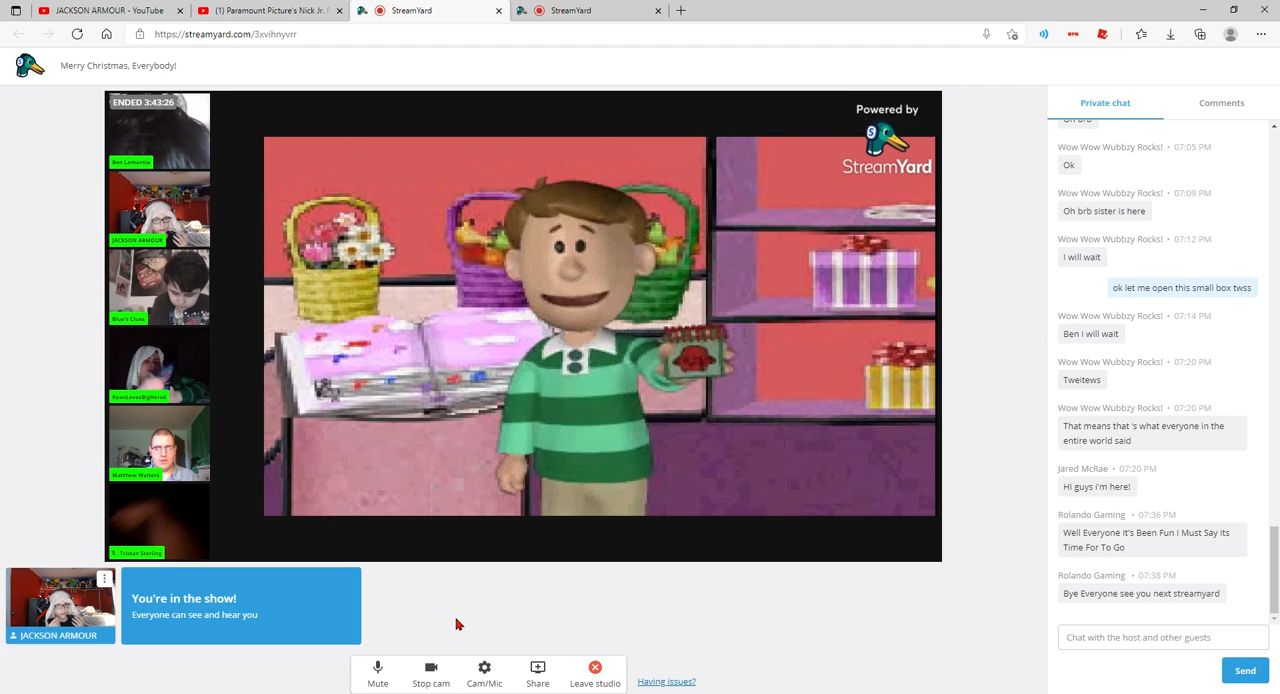 JACKSON ARMOUR - YouTube
(1) Paramount Picture's Nick Jr. F
StreamYard
StreamYard
https://streamyard.com/3xvihnyvrr
Merry Christmas, Everybody!
ENDED 3:43:26
Ben Lamantia
JACKSON ARMOUR
Blue's Clues
RyanLovesBigHero6
Matthew Walters
Tristan Sterling
Powered by
StreamYard
JACKSON ARMOUR
You're in the show!
Everyone can see and hear you
Mute
Stop cam
Cam/Mic
Share
Leave studio
Having issues?
Private chat
Comments
Oh brb
Wow Wow Wubbzy Rocks! • 07:05 PM
Ok
Wow Wow Wubbzy Rocks! • 07:09 PM
Oh brb sister is here
Wow Wow Wubbzy Rocks! • 07:12 PM
I will wait
ok let me open this small box twss
Wow Wow Wubbzy Rocks! • 07:14 PM
Ben I will wait
Wow Wow Wubbzy Rocks! • 07:20 PM
Tweitews
Wow Wow Wubbzy Rocks! • 07:20 PM
That means that 's what everyone in the
entire world said
Jared McRae • 07:20 PM
HI guys i'm here!
Rolando Gaming • 07:36 PM
Well Everyone It's Been Fun I Must Say its
Time For To Go
Rolando Gaming • 07:38 PM
Bye Everyone see you next streamyard
Chat with the host and other guests
Send